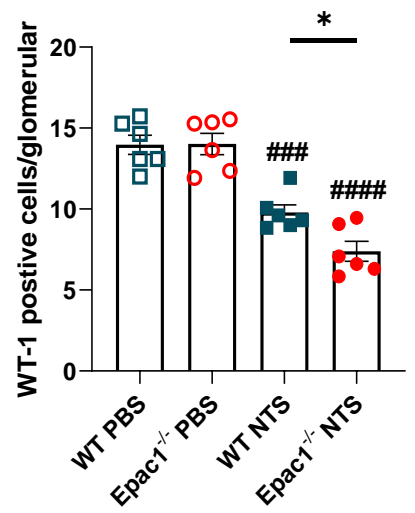 *
20
###
15
####
10
5
0
WT-1 postive cells/glomerular
WT PBS
Epac1-/- PBS
WT NTS
Epac1-/- NTS